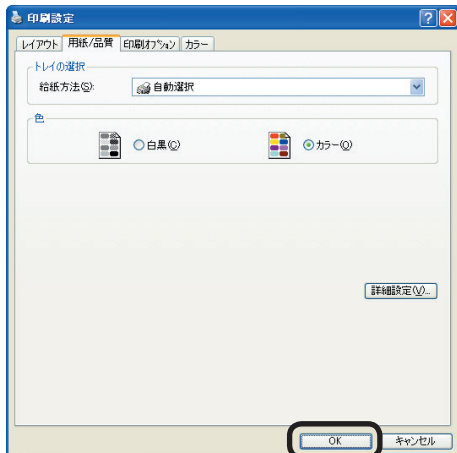 印刷設定
レイアウト 用紙/品質 印刷オプション カラー
トレイの選択
給紙方法(S): 自動選択
色
白黒(C) カラー(O)
詳細設定(V)...
OK キャンセル